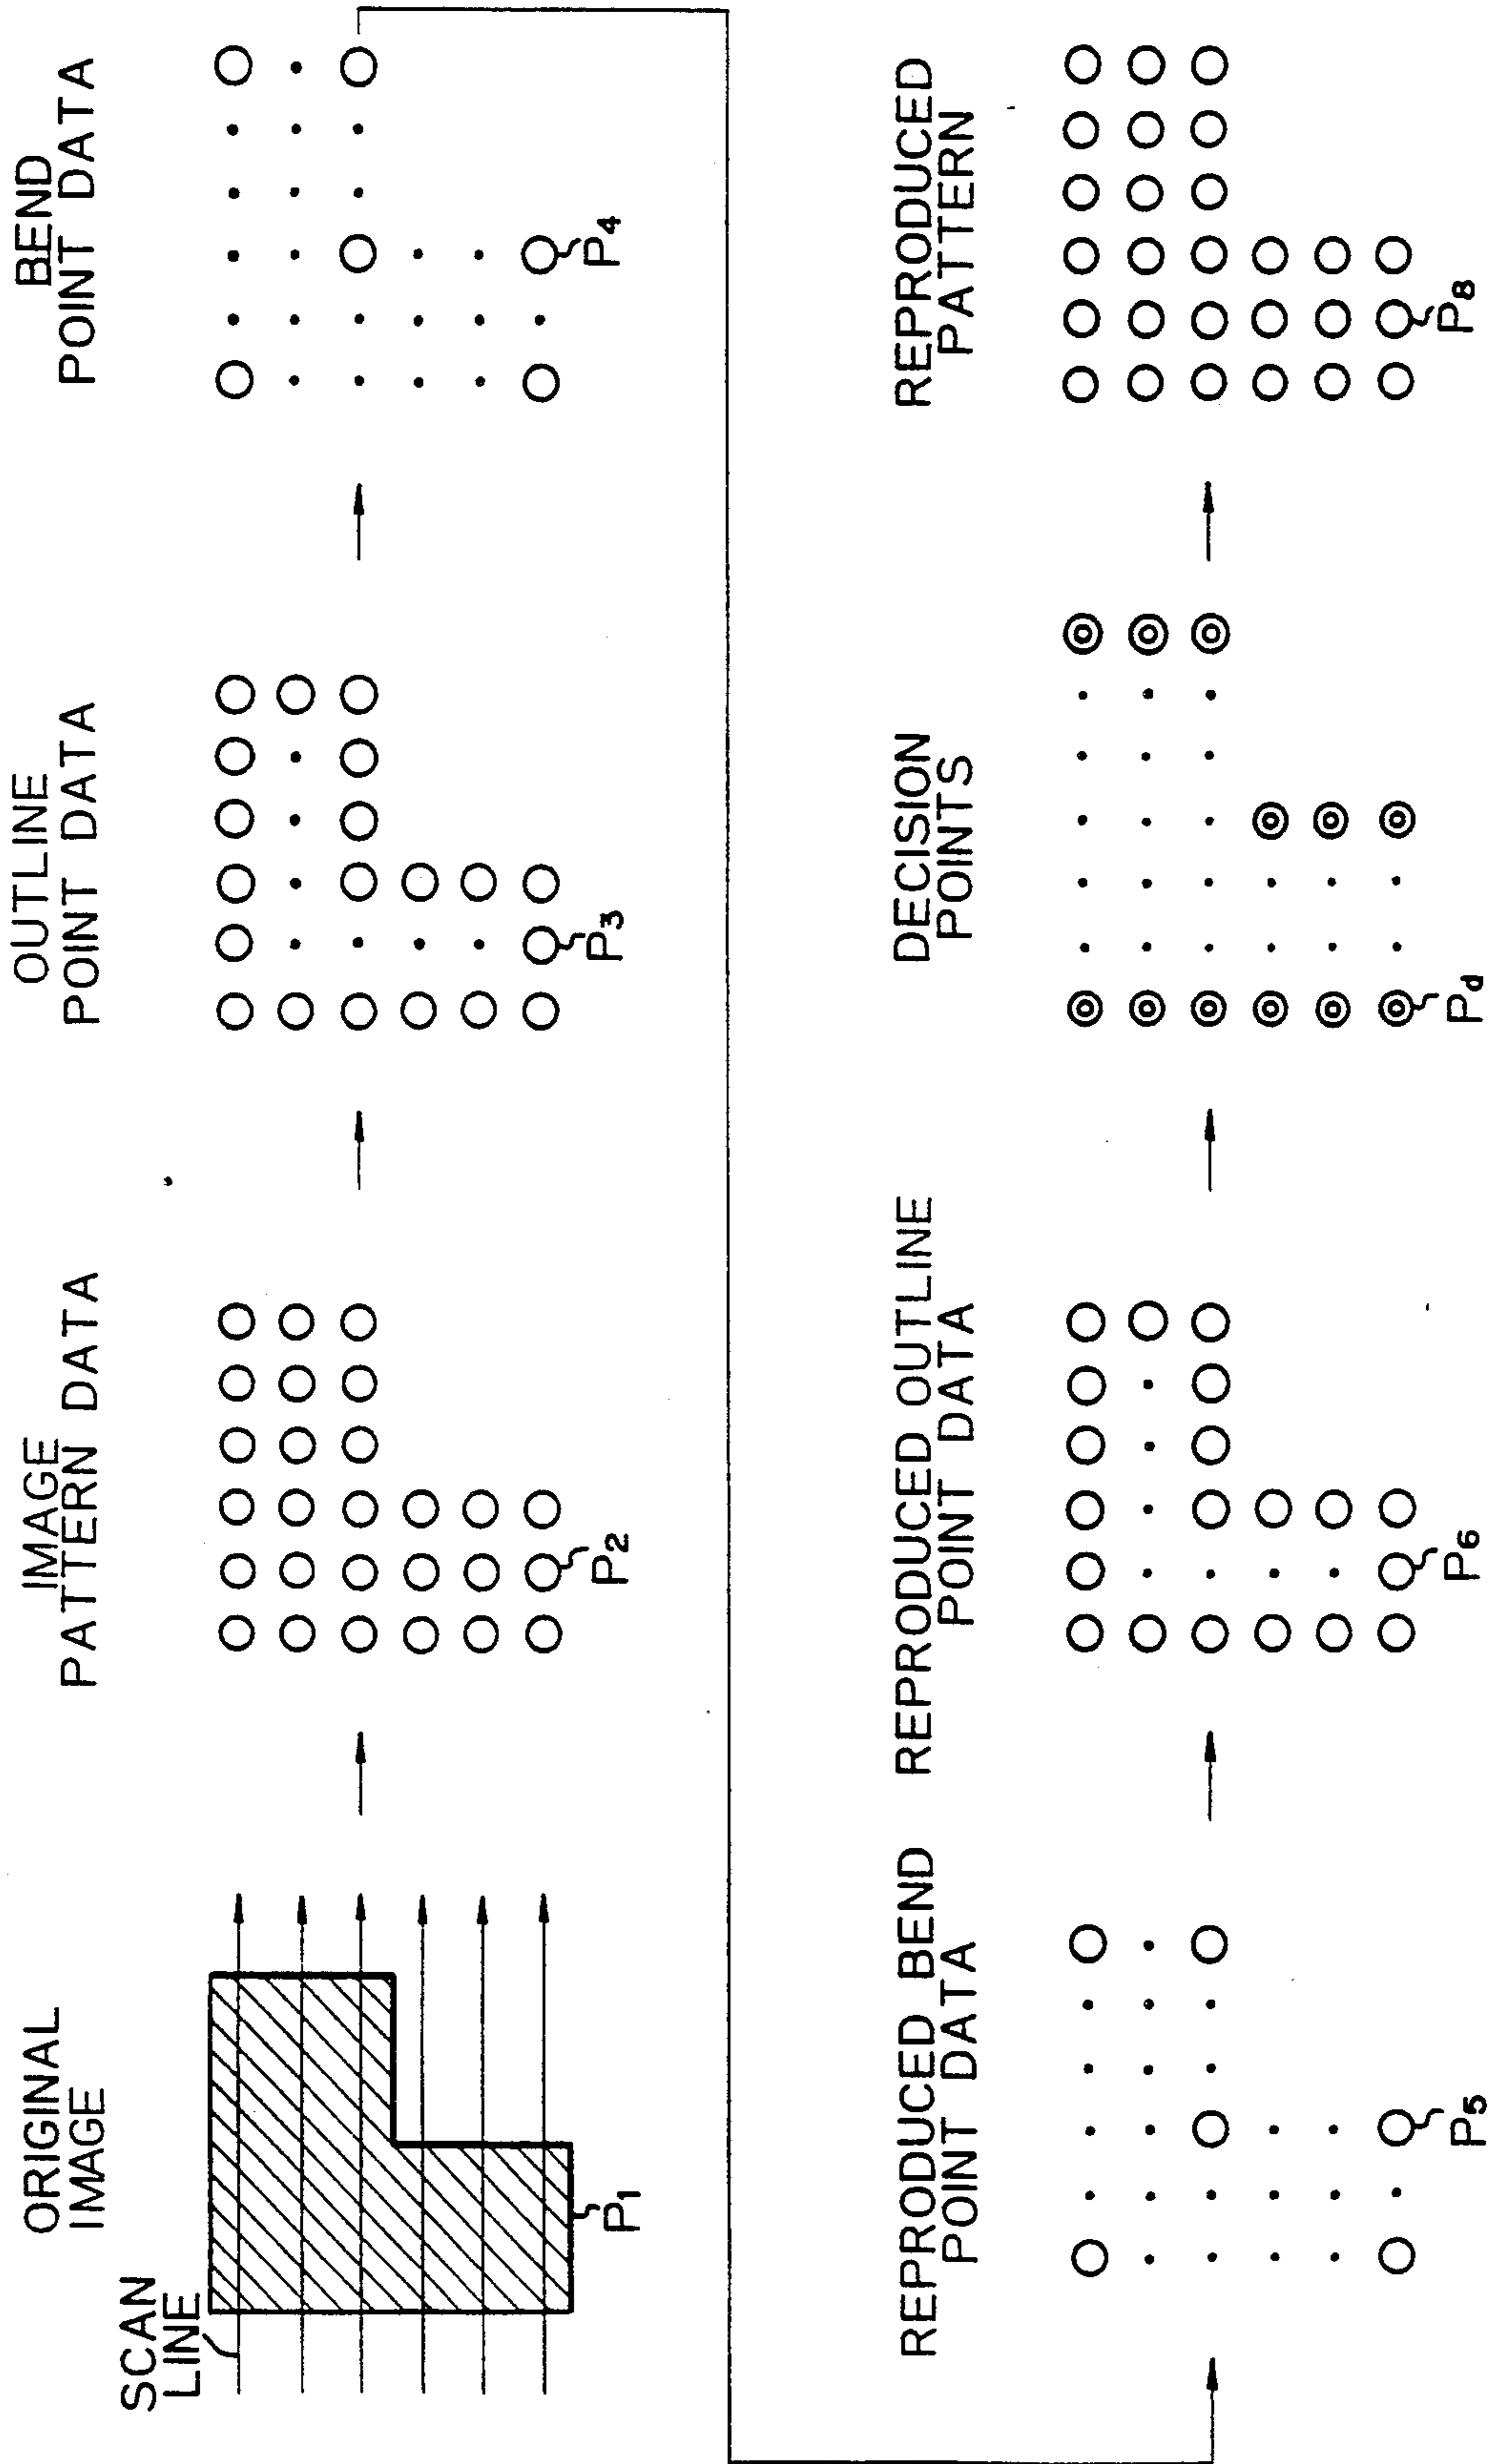 SCAN
LINE
ORIGINAL
IMAGE
P1
IMAGE
PATTERN DATA
P2
OUTLINE
POINT DATA
P3
BEND
POINT DATA
P4
REPRODUCED BEND
POINT DATA
P5
REPRODUCED OUTLINE
POINT DATA
P6
DECISION
POINTS
Pd
REPRODUCED
PATTERN
P8